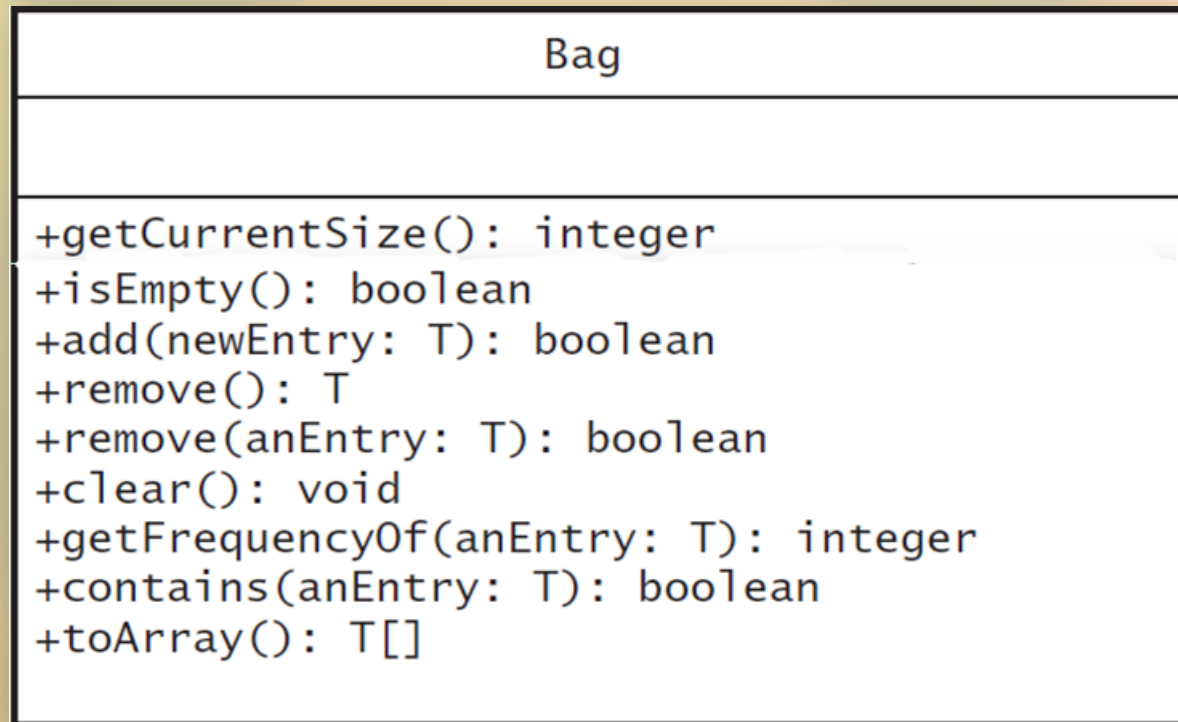 Bag
+getCurrentSize(): integer
+isEmpty(): boolean
+add(newEntry: T): boolean
+remove(): T
+remove(anEntry: T): boolean
+clear(): void
+getFrequencyOf(anEntry: T): integer
+contains(anEntry: T): boolean
+toArray(): T[]